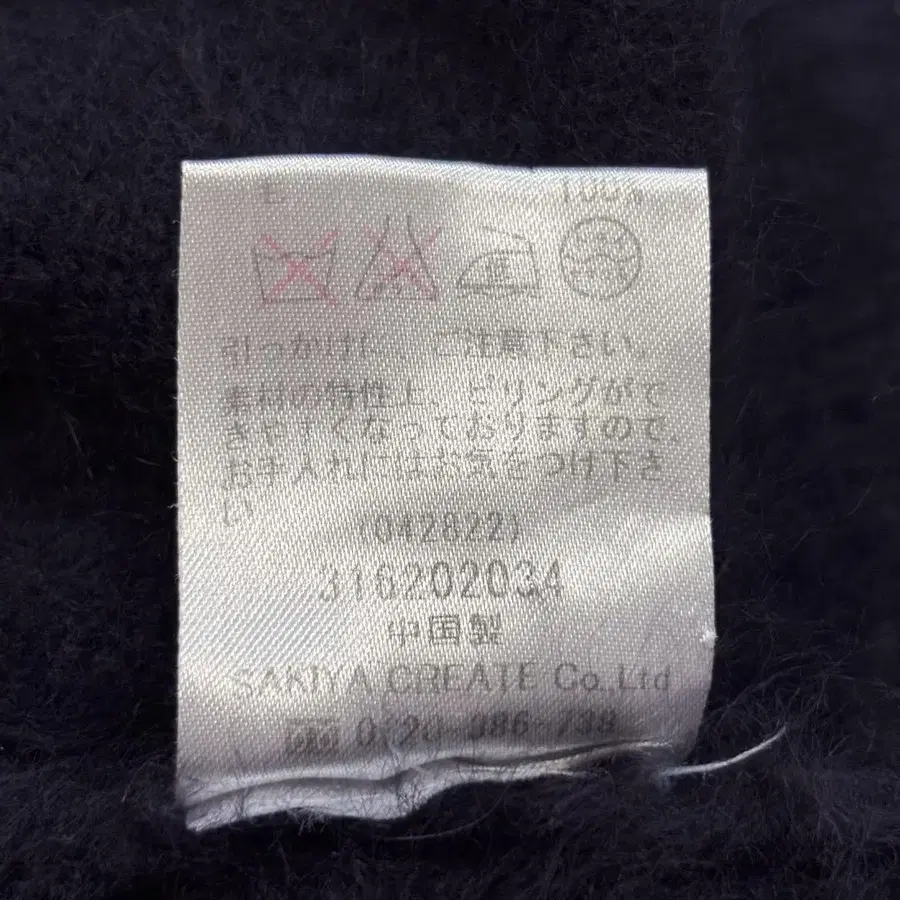 100%
引っかけに、ご注意下さい。
素材の特性上、ピリングがで
きやすくなっておりますので、
お手入れにはお気をつけ下さ
い
(042822)
316202034
中国製
SAKIYA CREATE Co.,Ltd
0120-986-738